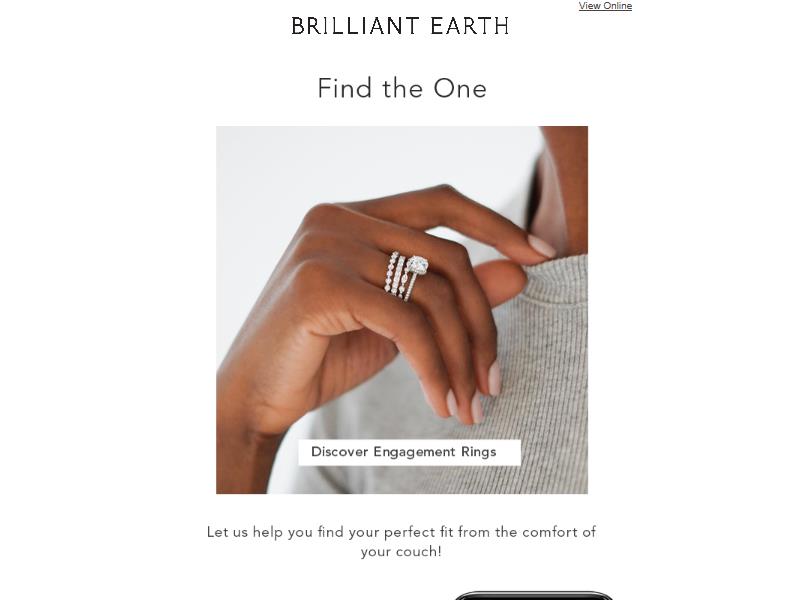 View Online
BRILLIANT EARTH
Find the One
Discover Engagement Rings
Let us help you find your perfect fit from the comfort of
your couch!